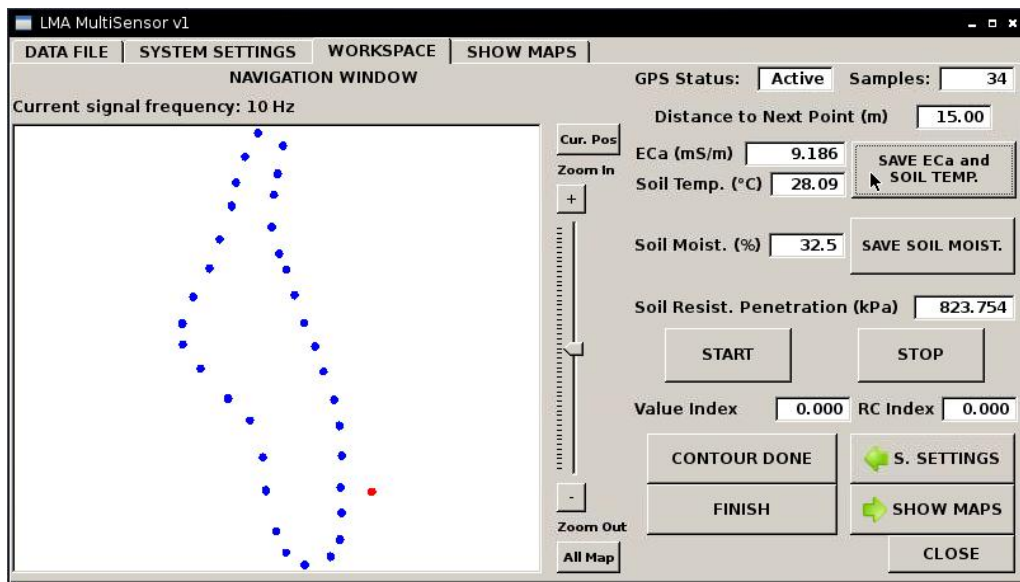 LMA MultiSensor v1
DATA FILE SYSTEM SETTINGS WORKSPACE SHOW MAPS
NAVIGATION WINDOW
Current signal frequency: 10 Hz
Cur. Pos
Zoom In
+
-
Zoom Out
All Map
GPS Status: Active Samples: 34
Distance to Next Point (m) 15.00
ECa (mS/m) 9.186
Soil Temp. (°C) 28.09
SAVE ECa and
SOIL TEMP.
Soil Moist. (%) 32.5 SAVE SOIL MOIST.
Soil Resist. Penetration (kPa) 823.754
START STOP
Value Index 0.000 RC Index 0.000
CONTOUR DONE S. SETTINGS
FINISH SHOW MAPS
CLOSE